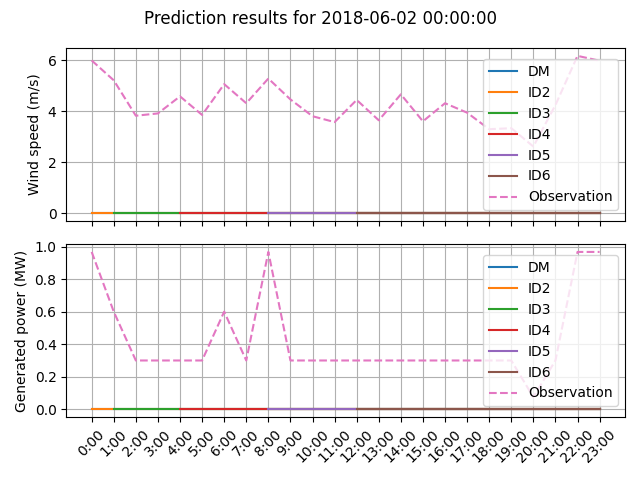 Prediction results for 2018-06-02 00:00:00
Wind speed (m/s)
6
4
2
0
DM
ID2
ID3
ID4
ID5
ID6
Observation
Generated power (MW)
1.0
0.8
0.6
0.4
0.2
0.0
DM
ID2
ID3
ID4
ID5
ID6
Observation
0:00 1:00 2:00 3:00 4:00 5:00 6:00 7:00 8:00 9:00 10:00 11:00 12:00 13:00 14:00 15:00 16:00 17:00 18:00 19:00 20:00 21:00 22:00 23:00